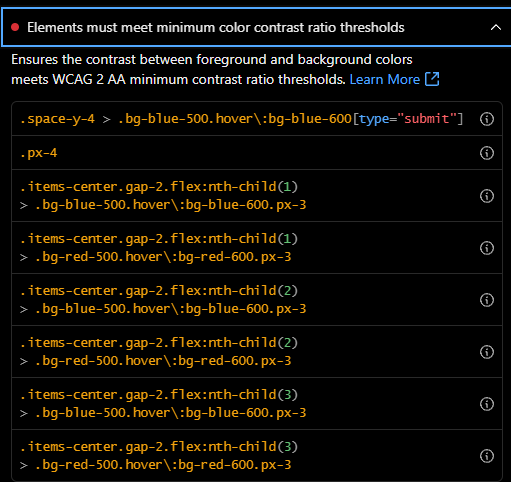 Elements must meet minimum color contrast ratio thresholds
Ensures the contrast between foreground and background colors
meets WCAG 2 AA minimum contrast ratio thresholds. Learn More
.space-y-4 > .bg-blue-500.hover\:bg-blue-600[type="submit"]
.px-4
.items-center.gap-2.flex:nth-child(1)
> .bg-blue-500.hover\:bg-blue-600.px-3
.items-center.gap-2.flex:nth-child(1)
> .bg-red-500.hover\:bg-red-600.px-3
.items-center.gap-2.flex:nth-child(2)
> .bg-blue-500.hover\:bg-blue-600.px-3
.items-center.gap-2.flex:nth-child(2)
> .bg-red-500.hover\:bg-red-600.px-3
.items-center.gap-2.flex:nth-child(3)
> .bg-blue-500.hover\:bg-blue-600.px-3
.items-center.gap-2.flex:nth-child(3)
> .bg-red-500.hover\:bg-red-600.px-3